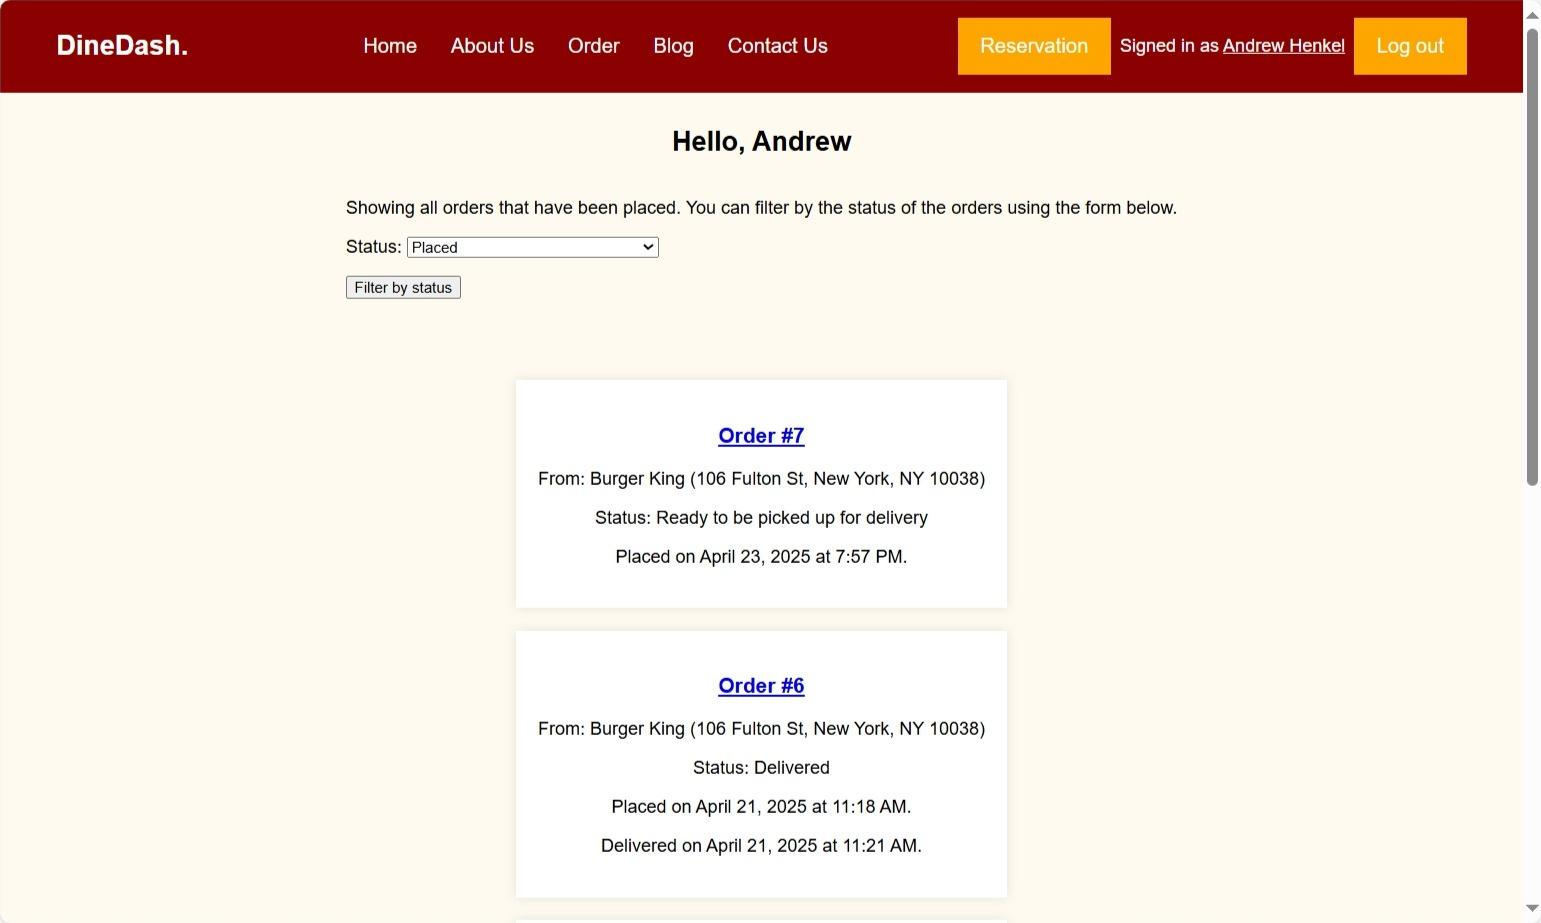 DineDash.
Home
About Us
Order
Blog
Contact Us
Reservation
Signed in as Andrew Henkel
Log out
Hello, Andrew
Showing all orders that have been placed. You can filter by the status of the orders using the form below.
Status: Placed
Filter by status
Order #7
From: Burger King (106 Fulton St, New York, NY 10038)
Status: Ready to be picked up for delivery
Placed on April 23, 2025 at 7:57 PM.
Order #6
From: Burger King (106 Fulton St, New York, NY 10038)
Status: Delivered
Placed on April 21, 2025 at 11:18 AM.
Delivered on April 21, 2025 at 11:21 AM.